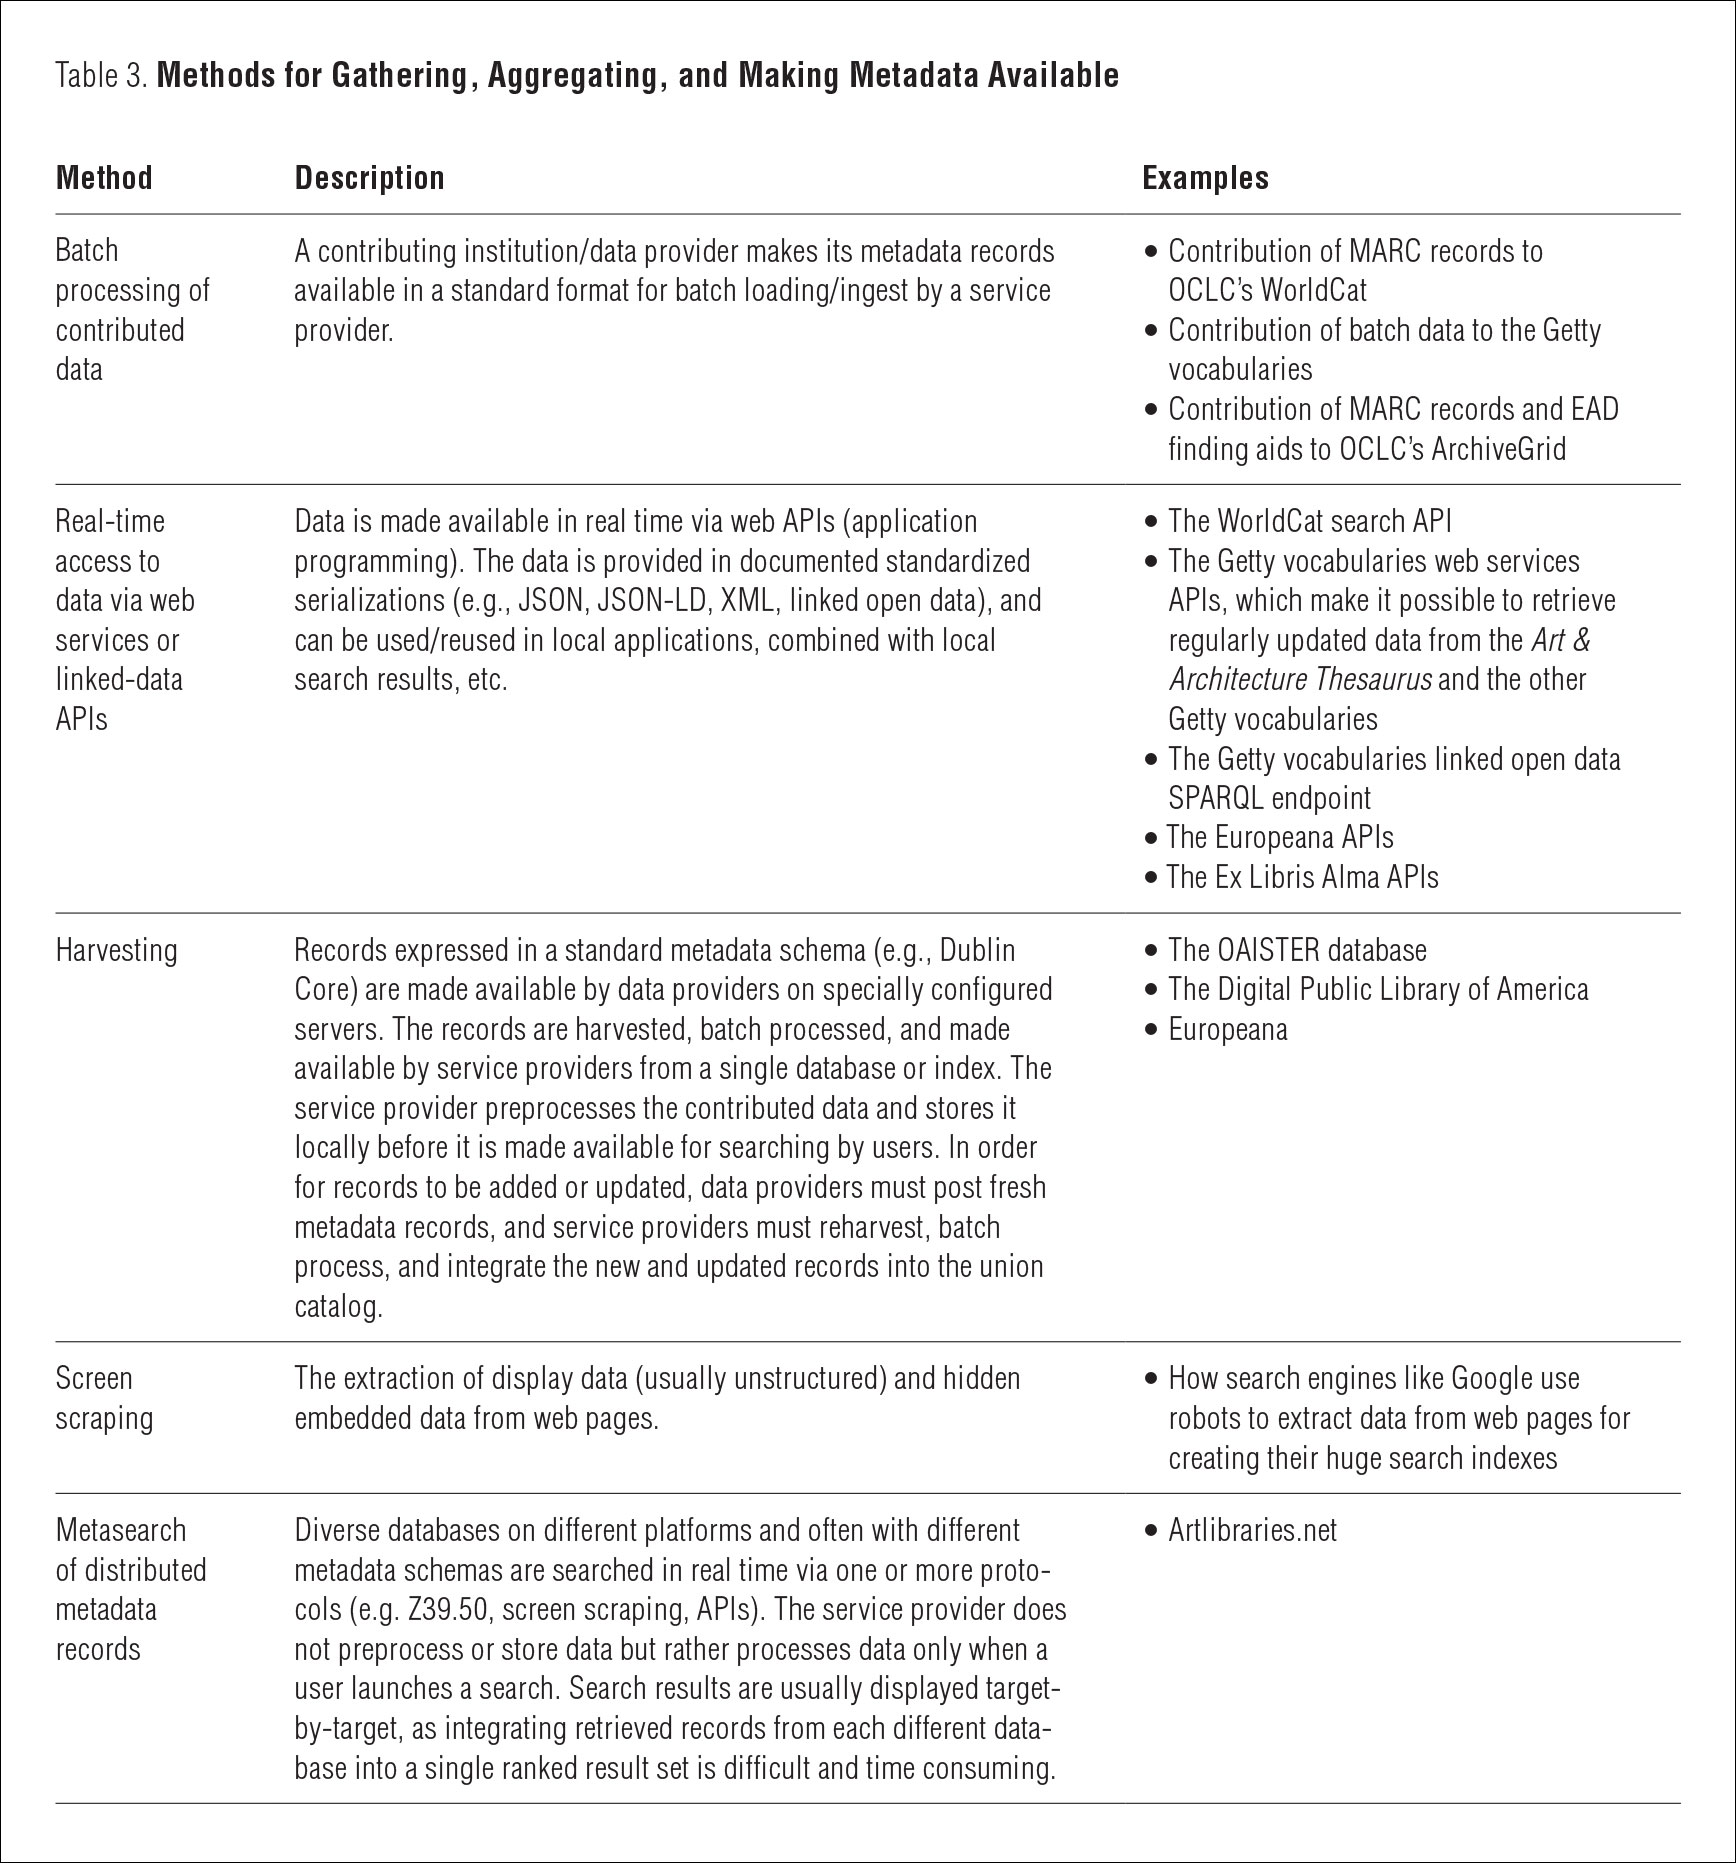 Table 3. Methods for Gathering, Aggregating, and Making Metadata Available
Method
Description
Examples
Batch
processing of
contributed
data
A contributing institution/data provider makes its metadata records
available in a standard format for batch loading/ingest by a service
provider.
• Contribution of MARC records to
OCLC’s WorldCat
• Contribution of batch data to the Getty
vocabularies
• Contribution of MARC records and EAD
finding aids to OCLC’s ArchiveGrid
Real-time
access to
data via web
services or
linked-data
APIs
Data is made available in real time via web APIs (application
programming). The data is provided in documented standardized
serializations (e.g., JSON, JSON-LD, XML, linked open data), and
can be used/reused in local applications, combined with local
search results, etc.
• The WorldCat search API
• The Getty vocabularies web services
APIs, which make it possible to retrieve
regularly updated data from the Art &
Architecture Thesaurus and the other
Getty vocabularies
• The Getty vocabularies linked open data
SPARQL endpoint
• The Europeana APIs
• The Ex Libris Alma APIs
Harvesting
Records expressed in a standard metadata schema (e.g., Dublin
Core) are made available by data providers on specially configured
servers. The records are harvested, batch processed, and made
available by service providers from a single database or index. The
service provider preprocesses the contributed data and stores it
locally before it is made available for searching by users. In order
for records to be added or updated, data providers must post fresh
metadata records, and service providers must reharvest, batch
process, and integrate the new and updated records into the union
catalog.
• The OAISTER database
• The Digital Public Library of America
• Europeana
Screen
scraping
The extraction of display data (usually unstructured) and hidden
embedded data from web pages.
• How search engines like Google use
robots to extract data from web pages for
creating their huge search indexes
Metasearch
of distributed
metadata
records
Diverse databases on different platforms and often with different
metadata schemas are searched in real time via one or more proto-
cols (e.g. Z39.50, screen scraping, APIs). The service provider does
not preprocess or store data but rather processes data only when a
user launches a search. Search results are usually displayed target-
by-target, as integrating retrieved records from each different data-
base into a single ranked result set is difficult and time consuming.
• Artlibraries.net